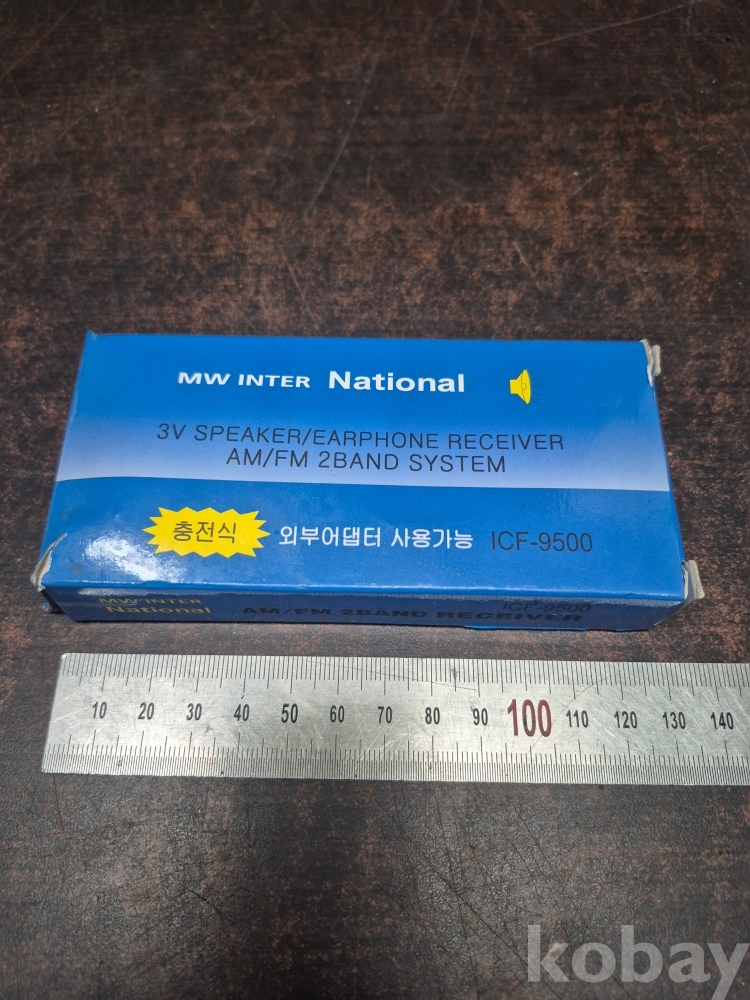 MW INTER National
3V SPEAKER/EARPHONE RECEIVER
AM/FM 2BAND SYSTEM
충전식 외부어댑터 사용가능 ICF-9500
MW INTER
National AM/FM 2BAND RECEIVER ICF-9500
10 20 30 40 50 60 70 80 90 100 110 120 130 140
kobay